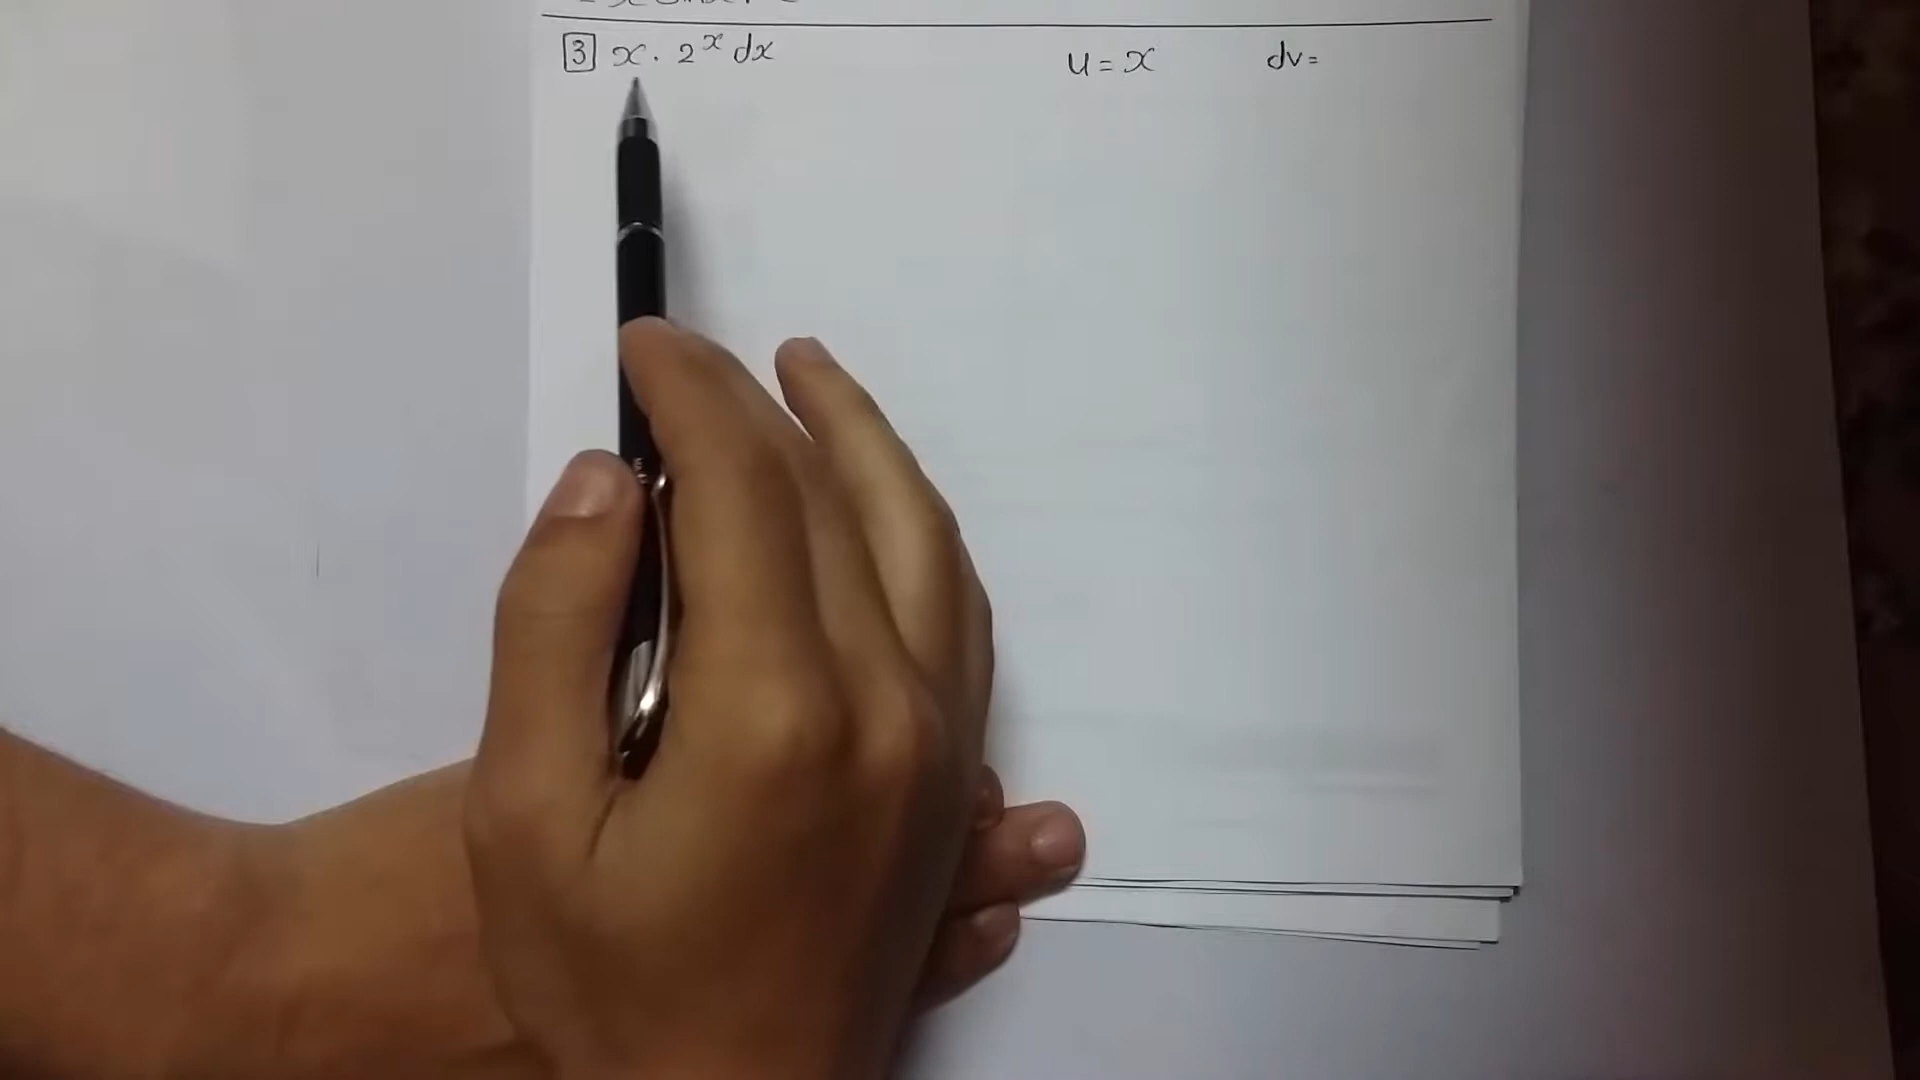 3 x · 2^x dx u = x dv =